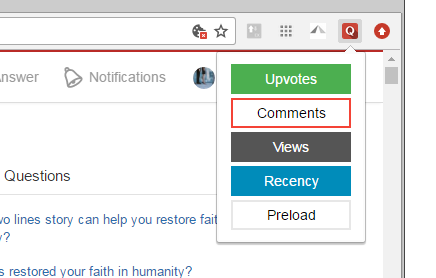 Q
Answer
Notifications
Upvotes
Comments
Views
Recency
Preload
Questions
wo lines story can help you restore fait
y?
s restored your faith in humanity?